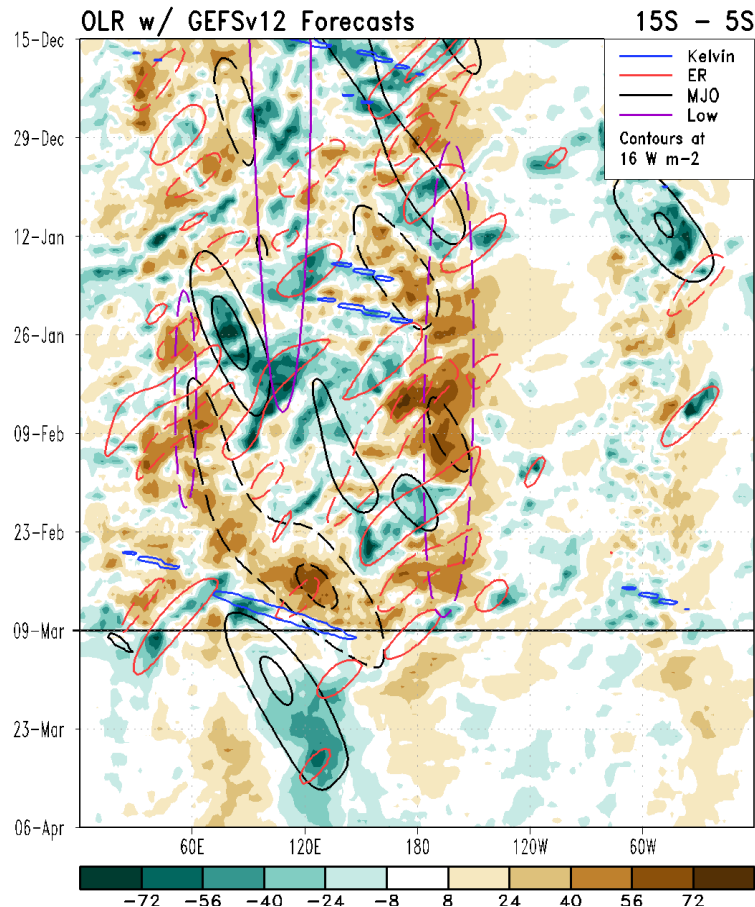 OLR w/ GEFSv12 Forecasts 15S - 5S
Kelvin
ER
MJO
Low
Contours at
16 W m-2
15-Dec
29-Dec
12-Jan
26-Jan
09-Feb
23-Feb
09-Mar
23-Mar
06-Apr
60E 120E 180 120W 60W
-72 -56 -40 -24 -8 8 24 40 56 72